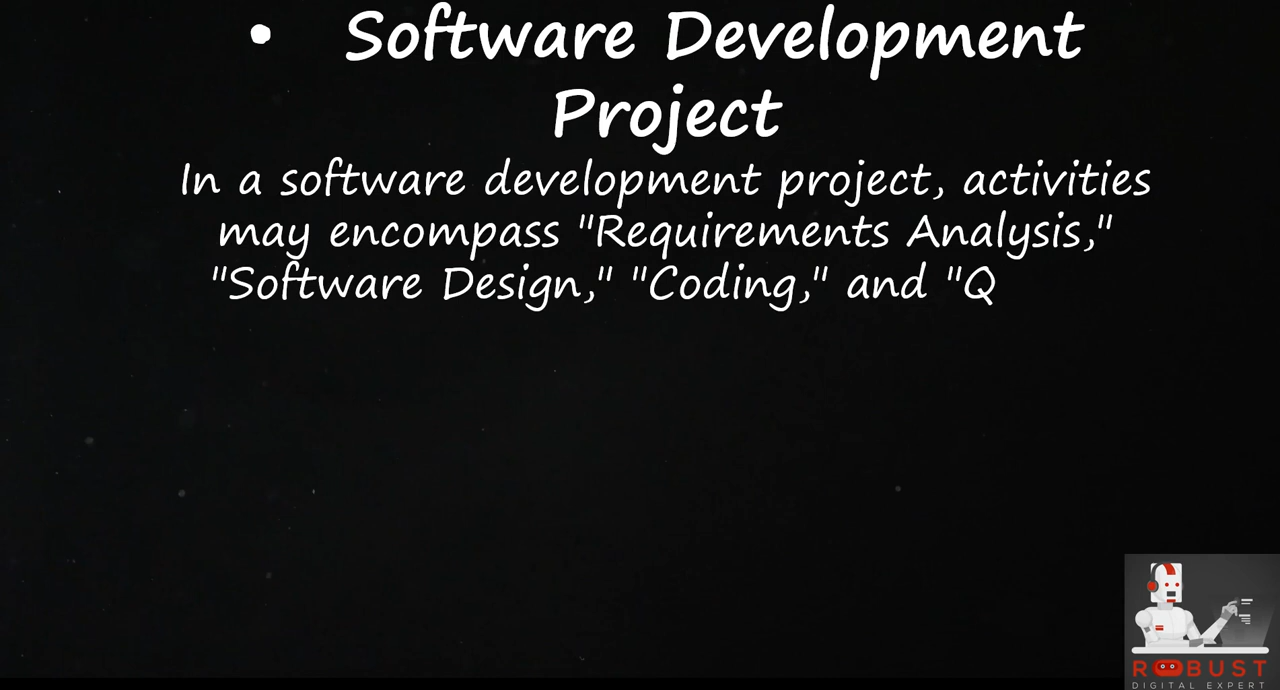 • Software Development
Project
In a software development project, activities
may encompass "Requirements Analysis,"
"Software Design," "Coding," and "Q
ROBUST
DIGITAL EXPERT